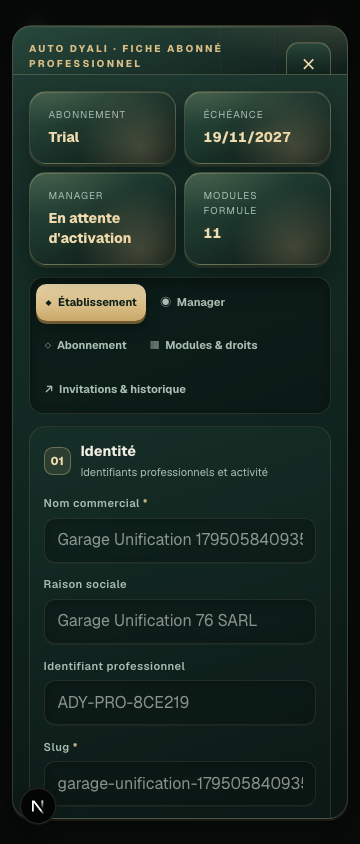 AUTO DYALI · FICHE ABONNÉ
PROFESSIONNEL
×
ABONNEMENT
Trial
ÉCHÉANCE
19/11/2027
MANAGER
En attente
d'activation
MODULES
FORMULE
11
◆ Établissement
◉ Manager
◇ Abonnement
▦ Modules & droits
↗ Invitations & historique
01
Identité
Identifiants professionnels et activité
Nom commercial *
Garage Unification 179505840935
Raison sociale
Garage Unification 76 SARL
Identifiant professionnel
ADY-PRO-8CE219
Slug *
garage-unification-179505840935
N